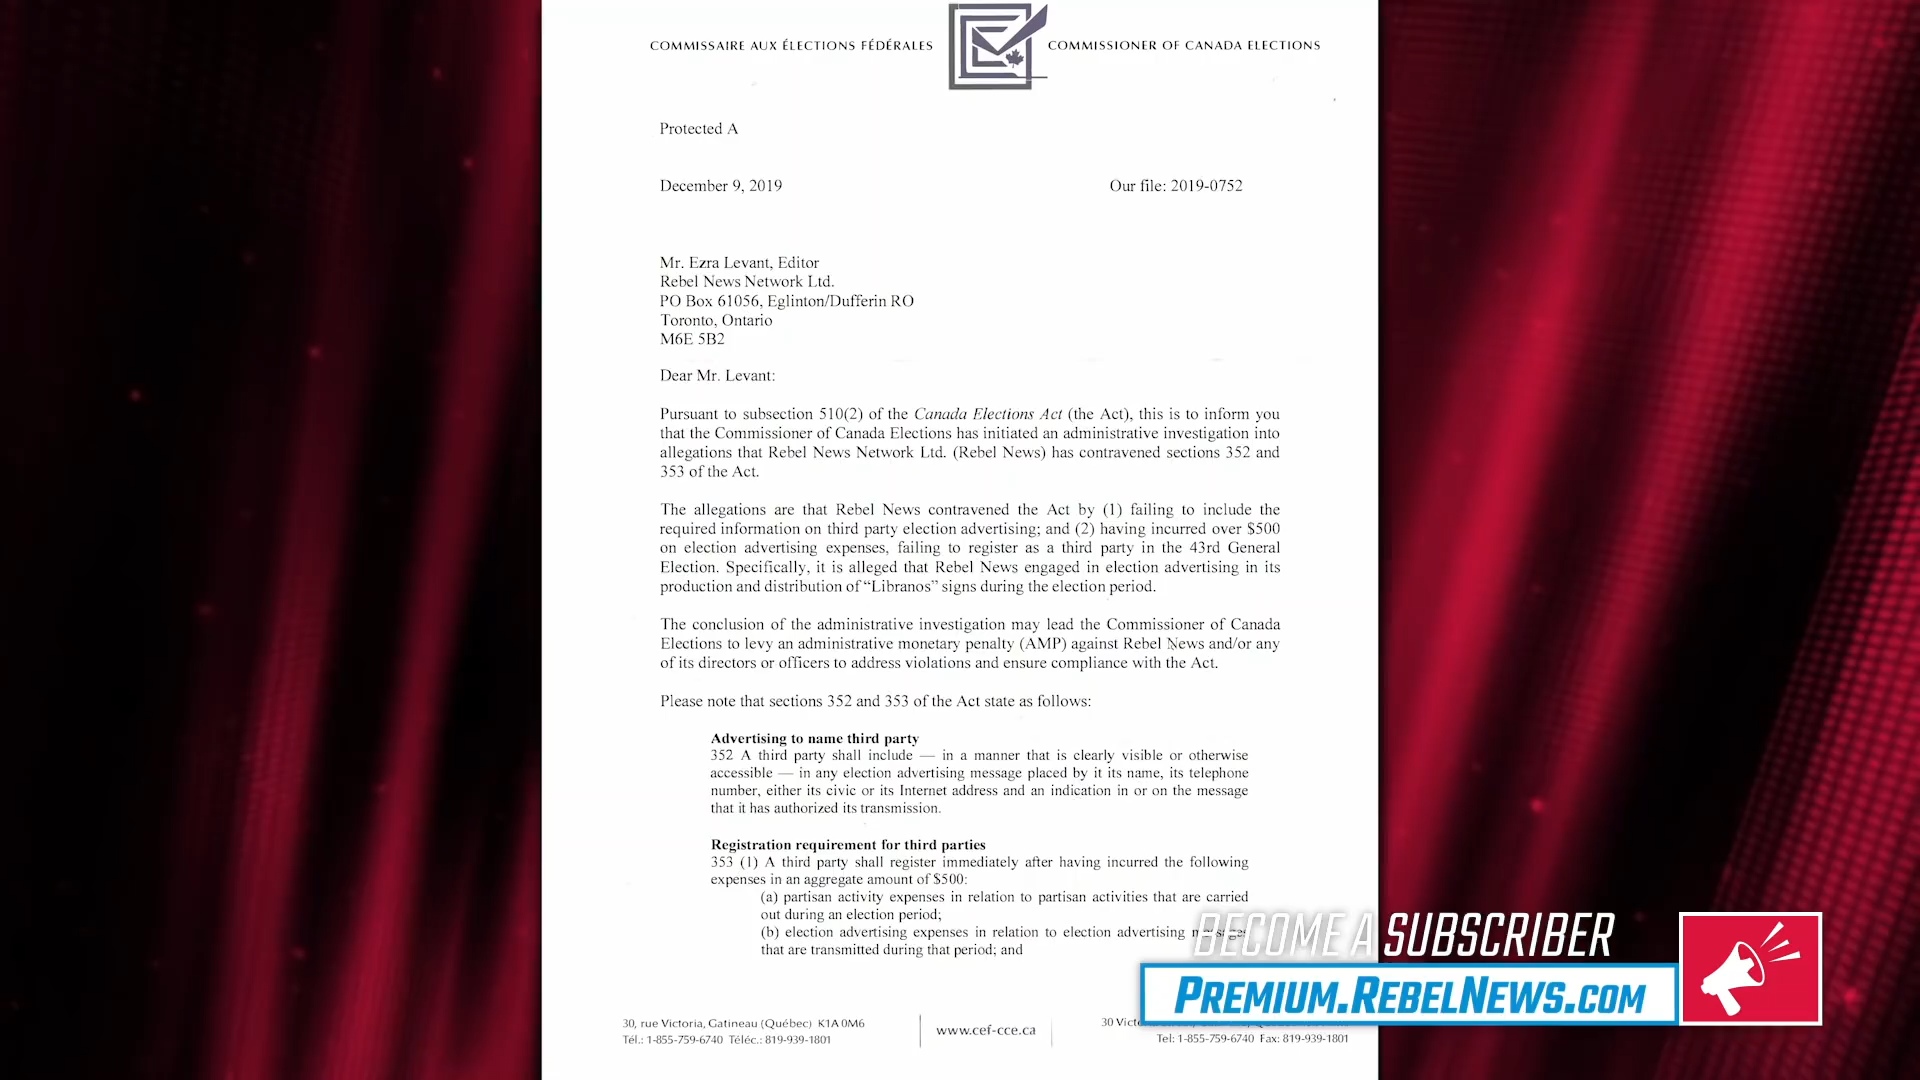 COMMISSAIRE AUX ÉLECTIONS FÉDÉRALES
COMMISSIONER OF CANADA ELECTIONS
Protected A
December 9, 2019
Our file: 2019-0752
Mr. Ezra Levant, Editor
Rebel News Network Ltd.
PO Box 61056, Eglinton/Dufferin RO
Toronto, Ontario
M6E 5B2
Dear Mr. Levant:
Pursuant to subsection 510(2) of the Canada Elections Act (the Act), this is to inform you
that the Commissioner of Canada Elections has initiated an administrative investigation into
allegations that Rebel News Network Ltd. (Rebel News) has contravened sections 352 and
353 of the Act.
The allegations are that Rebel News contravened the Act by (1) failing to include the
required information on third party election advertising; and (2) having incurred over $500
on election advertising expenses, failing to register as a third party in the 43rd General
Election. Specifically, it is alleged that Rebel News engaged in election advertising in its
production and distribution of “Libranos” signs during the election period.
The conclusion of the administrative investigation may lead the Commissioner of Canada
Elections to levy an administrative monetary penalty (AMP) against Rebel News and/or any
of its directors or officers to address violations and ensure compliance with the Act.
Please note that sections 352 and 353 of the Act state as follows:
Advertising to name third party
352 A third party shall include — in a manner that is clearly visible or otherwise
accessible — in any election advertising message placed by it its name, its telephone
number, either its civic or its Internet address and an indication in or on the message
that it has authorized its transmission.
Registration requirement for third parties
353 (1) A third party shall register immediately after having incurred the following
expenses in an aggregate amount of $500:
(a) partisan activity expenses in relation to partisan activities that are carried
out during an election period;
(b) election advertising expenses in relation to election advertising messages
that are transmitted during that period; and
BECOME A SUBSCRIBER
PREMIUM.REBELNEWS.COM
30, rue Victoria, Gatineau (Québec) K1A 0M6
Tél.: 1-855-759-6740 Téléc.: 819-939-1801
www.cef-cce.ca
30
Tel: 1-855-759-6740 Fax: 819-939-1801